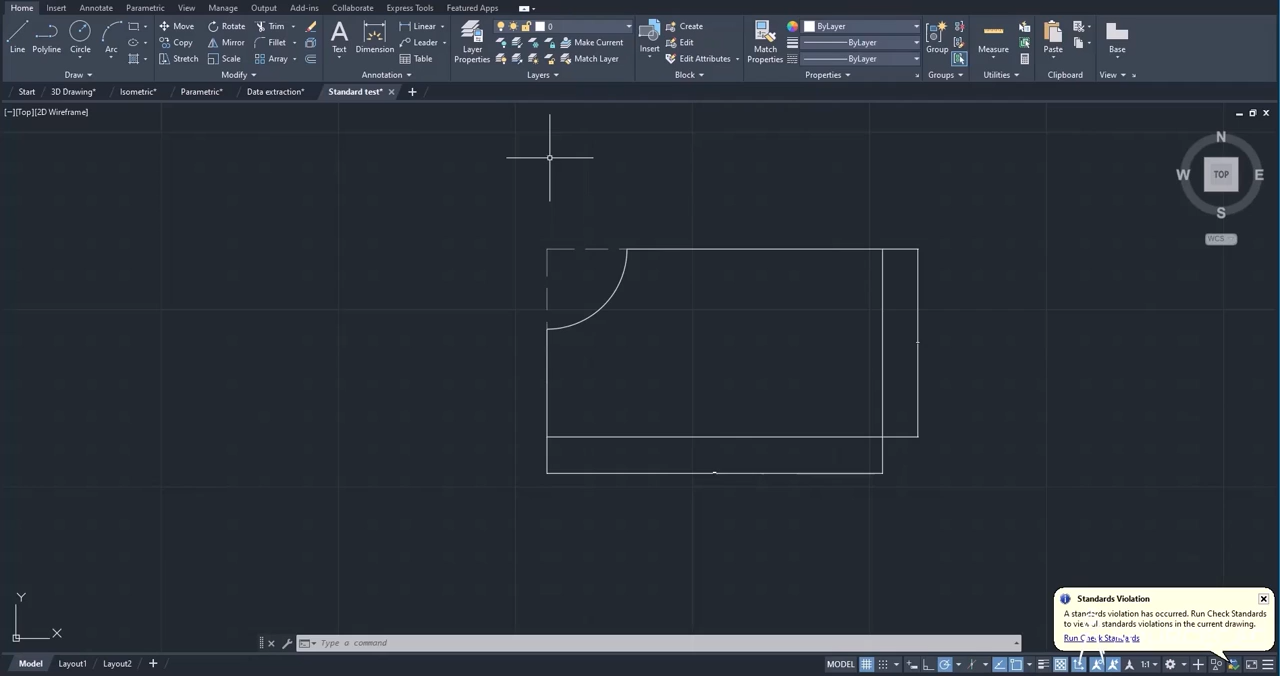 Home Insert Annotate Parametric View Manage Output Add-ins Collaborate Express Tools Featured Apps
Line Polyline Circle Arc
Move Rotate Trim
Copy Mirror Fillet
Stretch Scale Array
Text Dimension
Linear
Leader
Table
Layer Properties
0
Make Current
Match Layer
Insert
Create
Edit
Edit Attributes
Match Properties
ByLayer
ByLayer
ByLayer
Group
Measure
Paste
Base
Draw Modify Annotation Layers Block Properties Groups Utilities Clipboard View
Start 3D Drawing* Isometric* Parametric* Data extraction* Standard test*
[−][Top][2D Wireframe]
N
W TOP E
S
WCS
Y
X
Standards Violation
A standards violation has occurred. Run Check Standards
to view all standards violations in the current drawing.
Run Check Standards
Type a command
Model Layout1 Layout2
MODEL 1:1